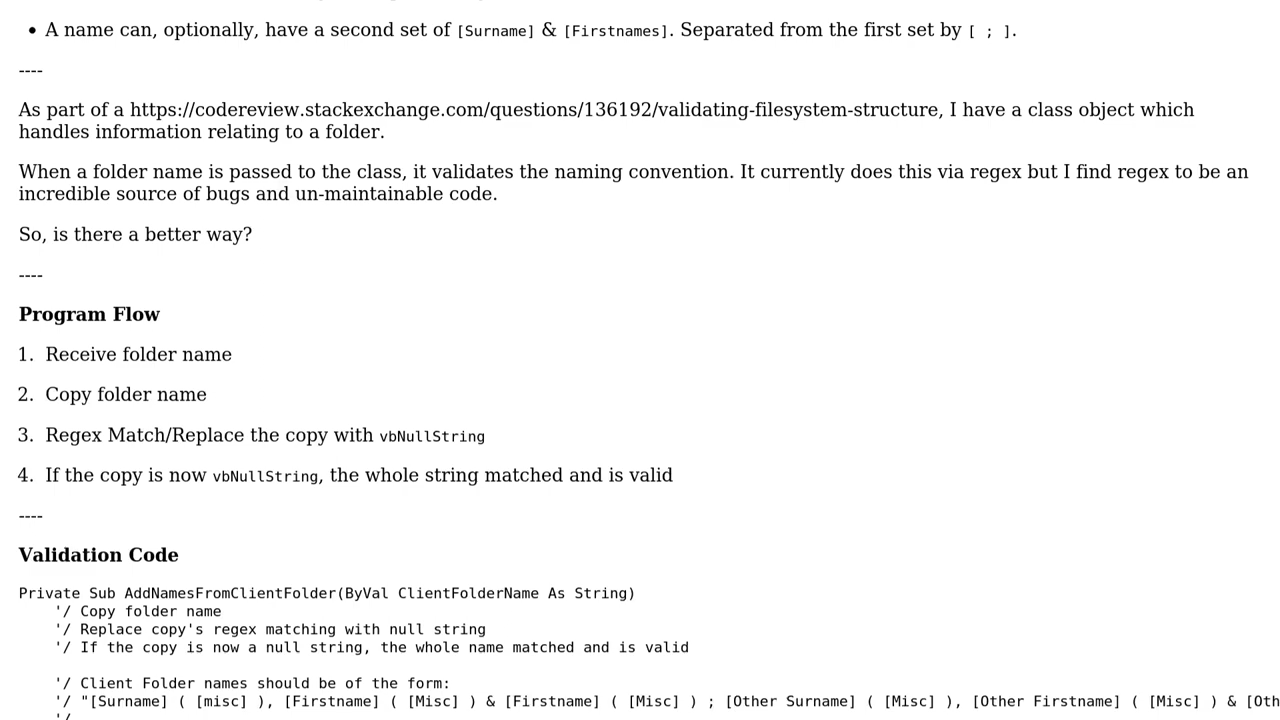 • A name can, optionally, have a second set of [Surname] & [Firstnames]. Separated from the first set by [ ; ].
----
As part of a https://codereview.stackexchange.com/questions/136192/validating-filesystem-structure, I have a class object which
handles information relating to a folder.
When a folder name is passed to the class, it validates the naming convention. It currently does this via regex but I find regex to be an
incredible source of bugs and un-maintainable code.
So, is there a better way?
----
Program Flow
1. Receive folder name
2. Copy folder name
3. Regex Match/Replace the copy with vbNullString
4. If the copy is now vbNullString, the whole string matched and is valid
----
Validation Code
Private Sub AddNamesFromClientFolder(ByVal ClientFolderName As String)
'/ Copy folder name
'/ Replace copy's regex matching with null string
'/ If the copy is now a null string, the whole name matched and is valid
'/ Client Folder names should be of the form:
'/ "[Surname] ( [misc] ), [Firstname] ( [Misc] ) & [Firstname] ( [Misc] ) ; [Other Surname] ( [Misc] ), [Other Firstname] ( [Misc] ) & [Oth
'/